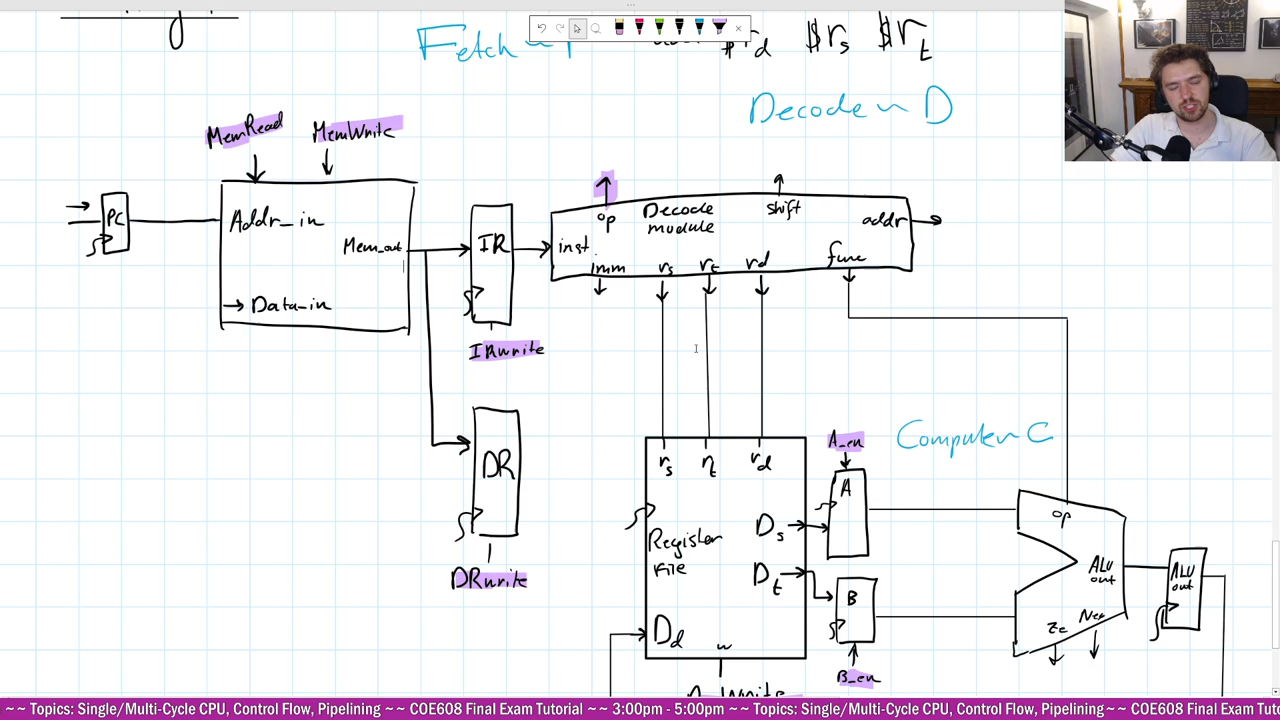 Fetch
$rs $rt
Decode ~ D
MemRead
MemWrite
PC
Addr_in
Mem_out
Data_in
IR
IRwrite
op
Decode
module
shift
addr
inst
imm
rs
rt
rd
func
DR
DRwrite
rs
rt
rd
Register
File
Ds
Dt
Dd
w
A_en
A
B
B_en
Compute ~ C
op
ALU
out
Ze
Neg
ALU
out
~~ Topics: Single/Multi-Cycle CPU, Control Flow, Pipelining ~~ COE608 Final Exam Tutorial ~~ 3:00pm - 5:00pm ~~ Topics: Single/Multi-Cycle CPU, Control Flow, Pipelining ~~ COE608 Final Exam Tu